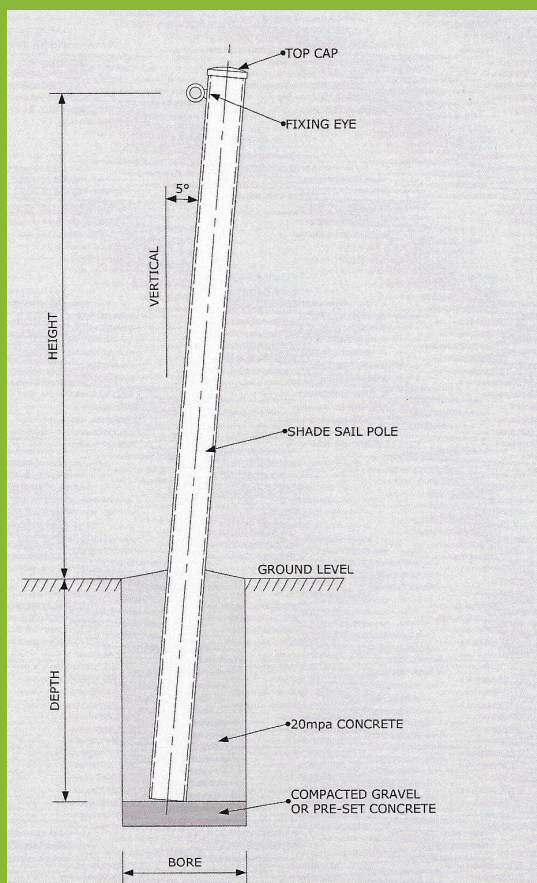 TOP CAP
FIXING EYE
5°
VERTICAL
HEIGHT
SHADE SAIL POLE
GROUND LEVEL
DEPTH
20mpa CONCRETE
COMPACTED GRAVEL
OR PRE-SET CONCRETE
BORE